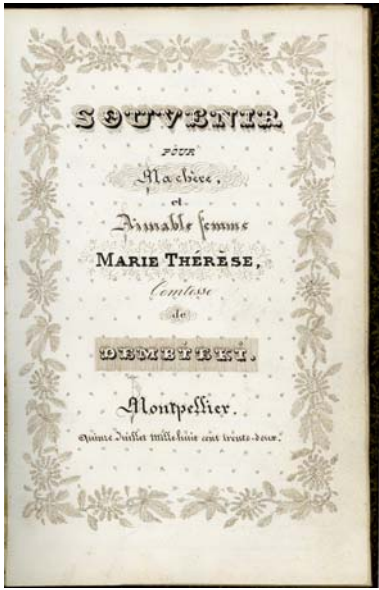 SOUVENIR
POUR
Ma chère,
et
Aimable femme
MARIE THÉRÈSE,
Comtesse
de
Montpellier.
Quinze Juillet mille huit cent trente-deux.